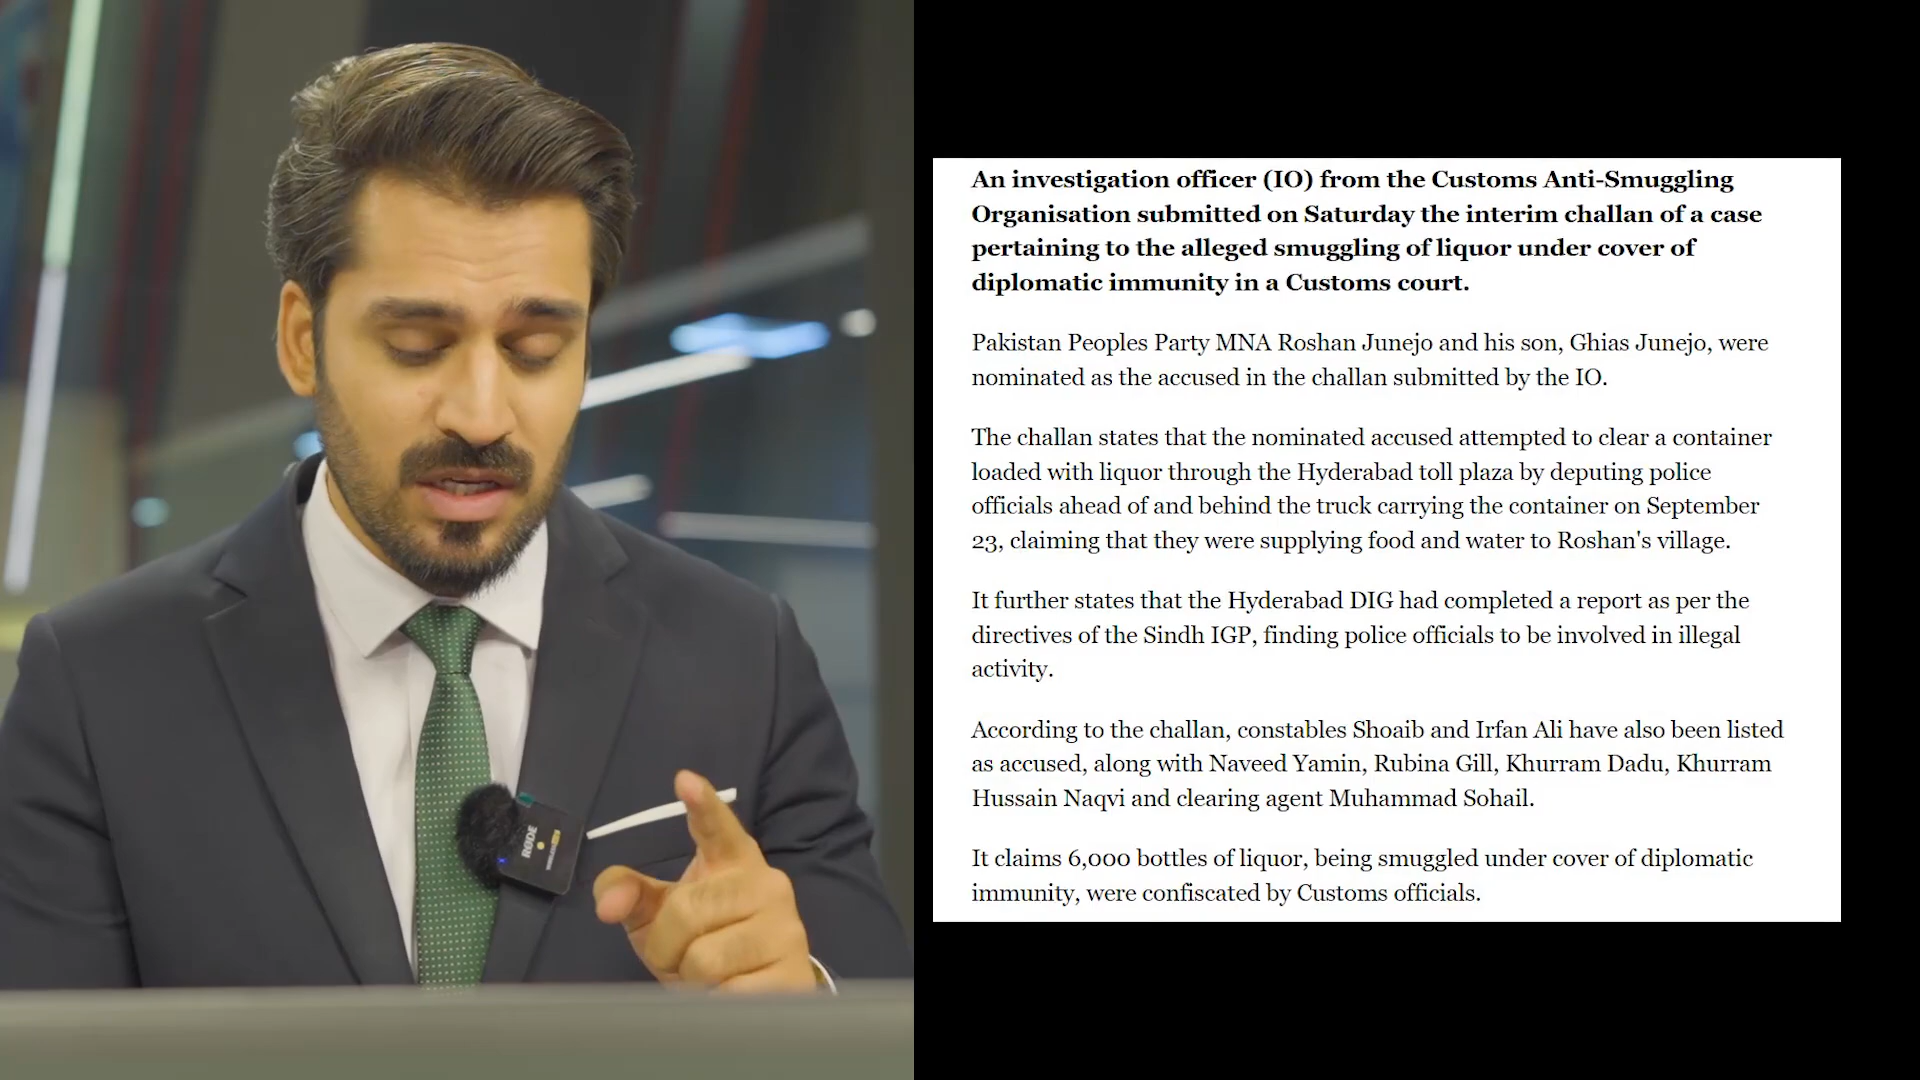 RØDE
An investigation officer (IO) from the Customs Anti-Smuggling
Organisation submitted on Saturday the interim challan of a case
pertaining to the alleged smuggling of liquor under cover of
diplomatic immunity in a Customs court.
Pakistan Peoples Party MNA Roshan Junejo and his son, Ghias Junejo, were
nominated as the accused in the challan submitted by the IO.
The challan states that the nominated accused attempted to clear a container
loaded with liquor through the Hyderabad toll plaza by deputing police
officials ahead of and behind the truck carrying the container on September
23, claiming that they were supplying food and water to Roshan's village.
It further states that the Hyderabad DIG had completed a report as per the
directives of the Sindh IGP, finding police officials to be involved in illegal
activity.
According to the challan, constables Shoaib and Irfan Ali have also been listed
as accused, along with Naveed Yamin, Rubina Gill, Khurram Dadu, Khurram
Hussain Naqvi and clearing agent Muhammad Sohail.
It claims 6,000 bottles of liquor, being smuggled under cover of diplomatic
immunity, were confiscated by Customs officials.